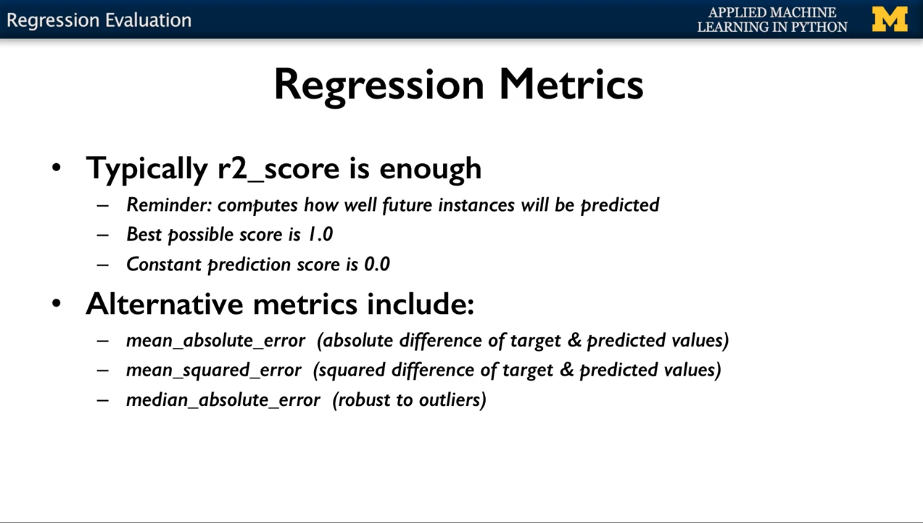 Regression Evaluation
APPLIED MACHINE
LEARNING IN PYTHON
M
Regression Metrics
• Typically r2_score is enough
– Reminder: computes how well future instances will be predicted
– Best possible score is 1.0
– Constant prediction score is 0.0
• Alternative metrics include:
– mean_absolute_error (absolute difference of target & predicted values)
– mean_squared_error (squared difference of target & predicted values)
– median_absolute_error (robust to outliers)